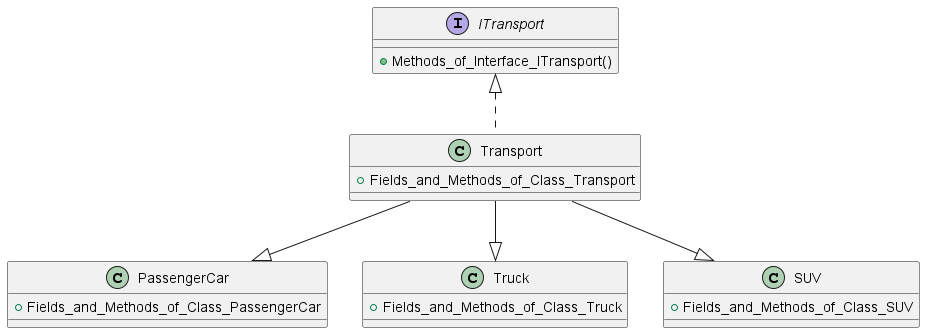 I ITransport
Methods_of_Interface_ITransport()
C Transport
Fields_and_Methods_of_Class_Transport
C PassengerCar
Fields_and_Methods_of_Class_PassengerCar
C Truck
Fields_and_Methods_of_Class_Truck
C SUV
Fields_and_Methods_of_Class_SUV